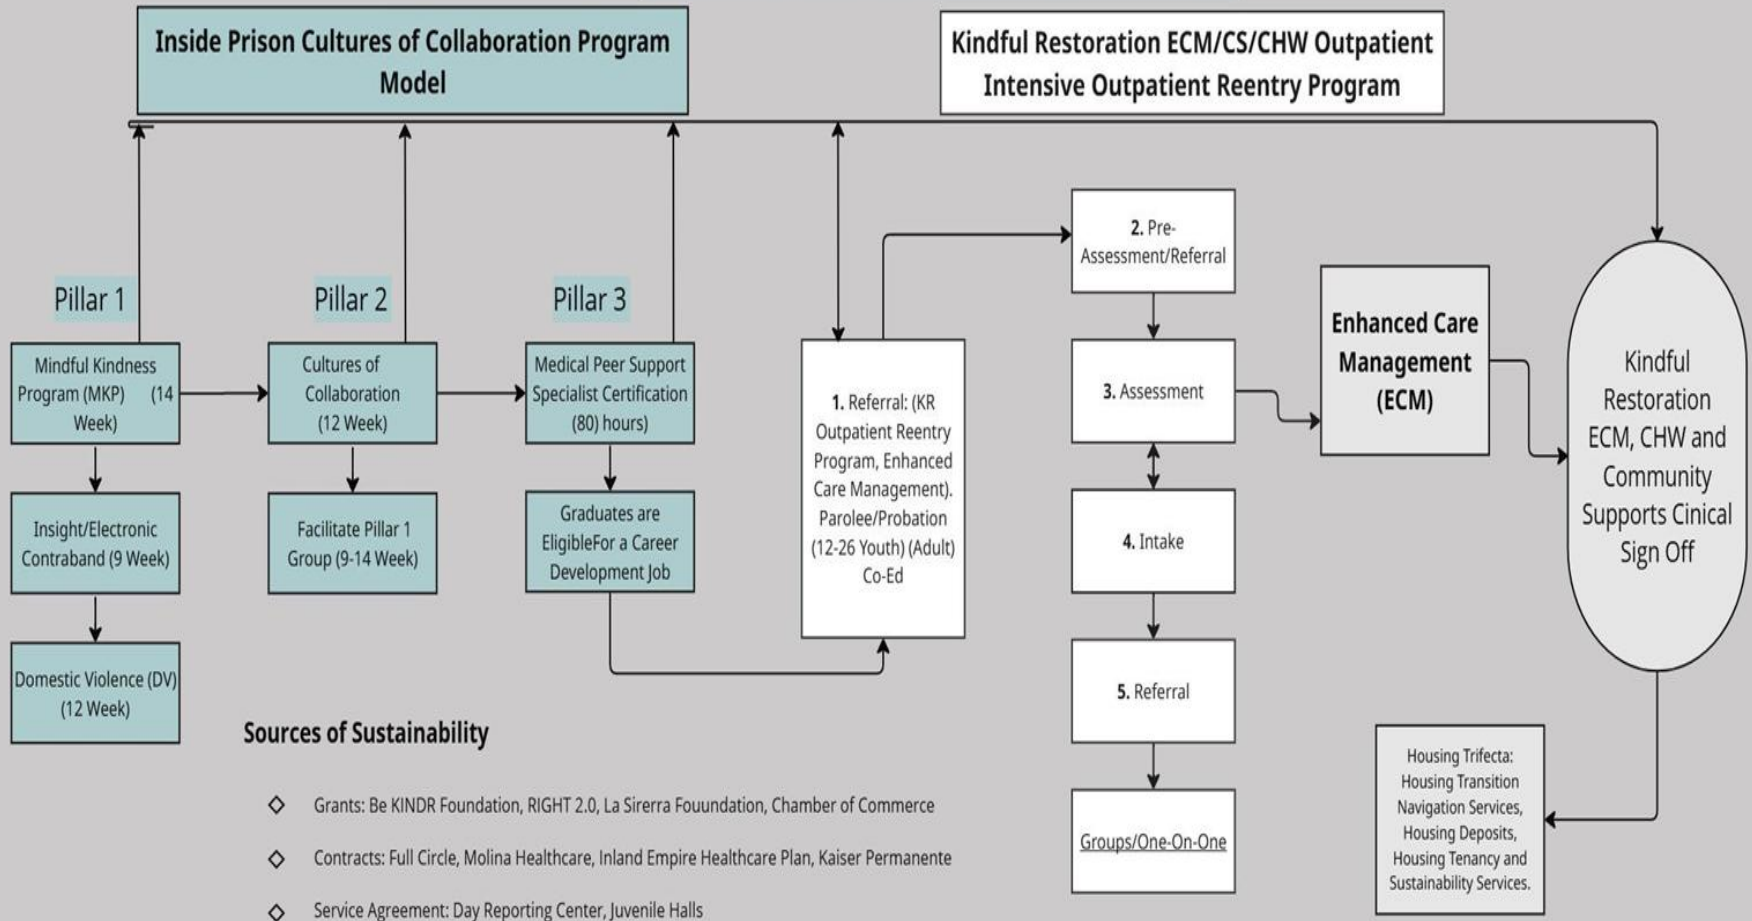 Inside Prison Cultures of Collaboration Program
Model
Kindful Restoration ECM/CS/CHW Outpatient
Intensive Outpatient Reentry Program
Pillar 1
Mindful Kindness
Program (MKP) (14
Week)
Insight/Electronic
Contraband (9 Week)
Domestic Violence (DV)
(12 Week)
Pillar 2
Cultures of
Collaboration
(12 Week)
Facilitate Pillar 1
Group (9-14 Week)
Pillar 3
Medical Peer Support
Specialist Certification
(80) hours)
Graduates are
EligibleFor a Career
Development Job
1. Referral: (KR
Outpatient Reentry
Program, Enhanced
Care Management).
Parolee/Probation
(12-26 Youth) (Adult)
Co-Ed
2. Pre-
Assessment/Referral
3. Assessment
4. Intake
5. Referral
Groups/One-On-One
Enhanced Care
Management
(ECM)
Kindful
Restoration
ECM, CHW and
Community
Supports Cinical
Sign Off
Housing Trifecta:
Housing Transition
Navigation Services,
Housing Deposits,
Housing Tenancy and
Sustainability Services.
Sources of Sustainability
Grants: Be KINDR Foundation, RIGHT 2.0, La Sirerra Fouundation, Chamber of Commerce
Contracts: Full Circle, Molina Healthcare, Inland Empire Healthcare Plan, Kaiser Permanente
Service Agreement: Day Reporting Center, Juvenile Halls